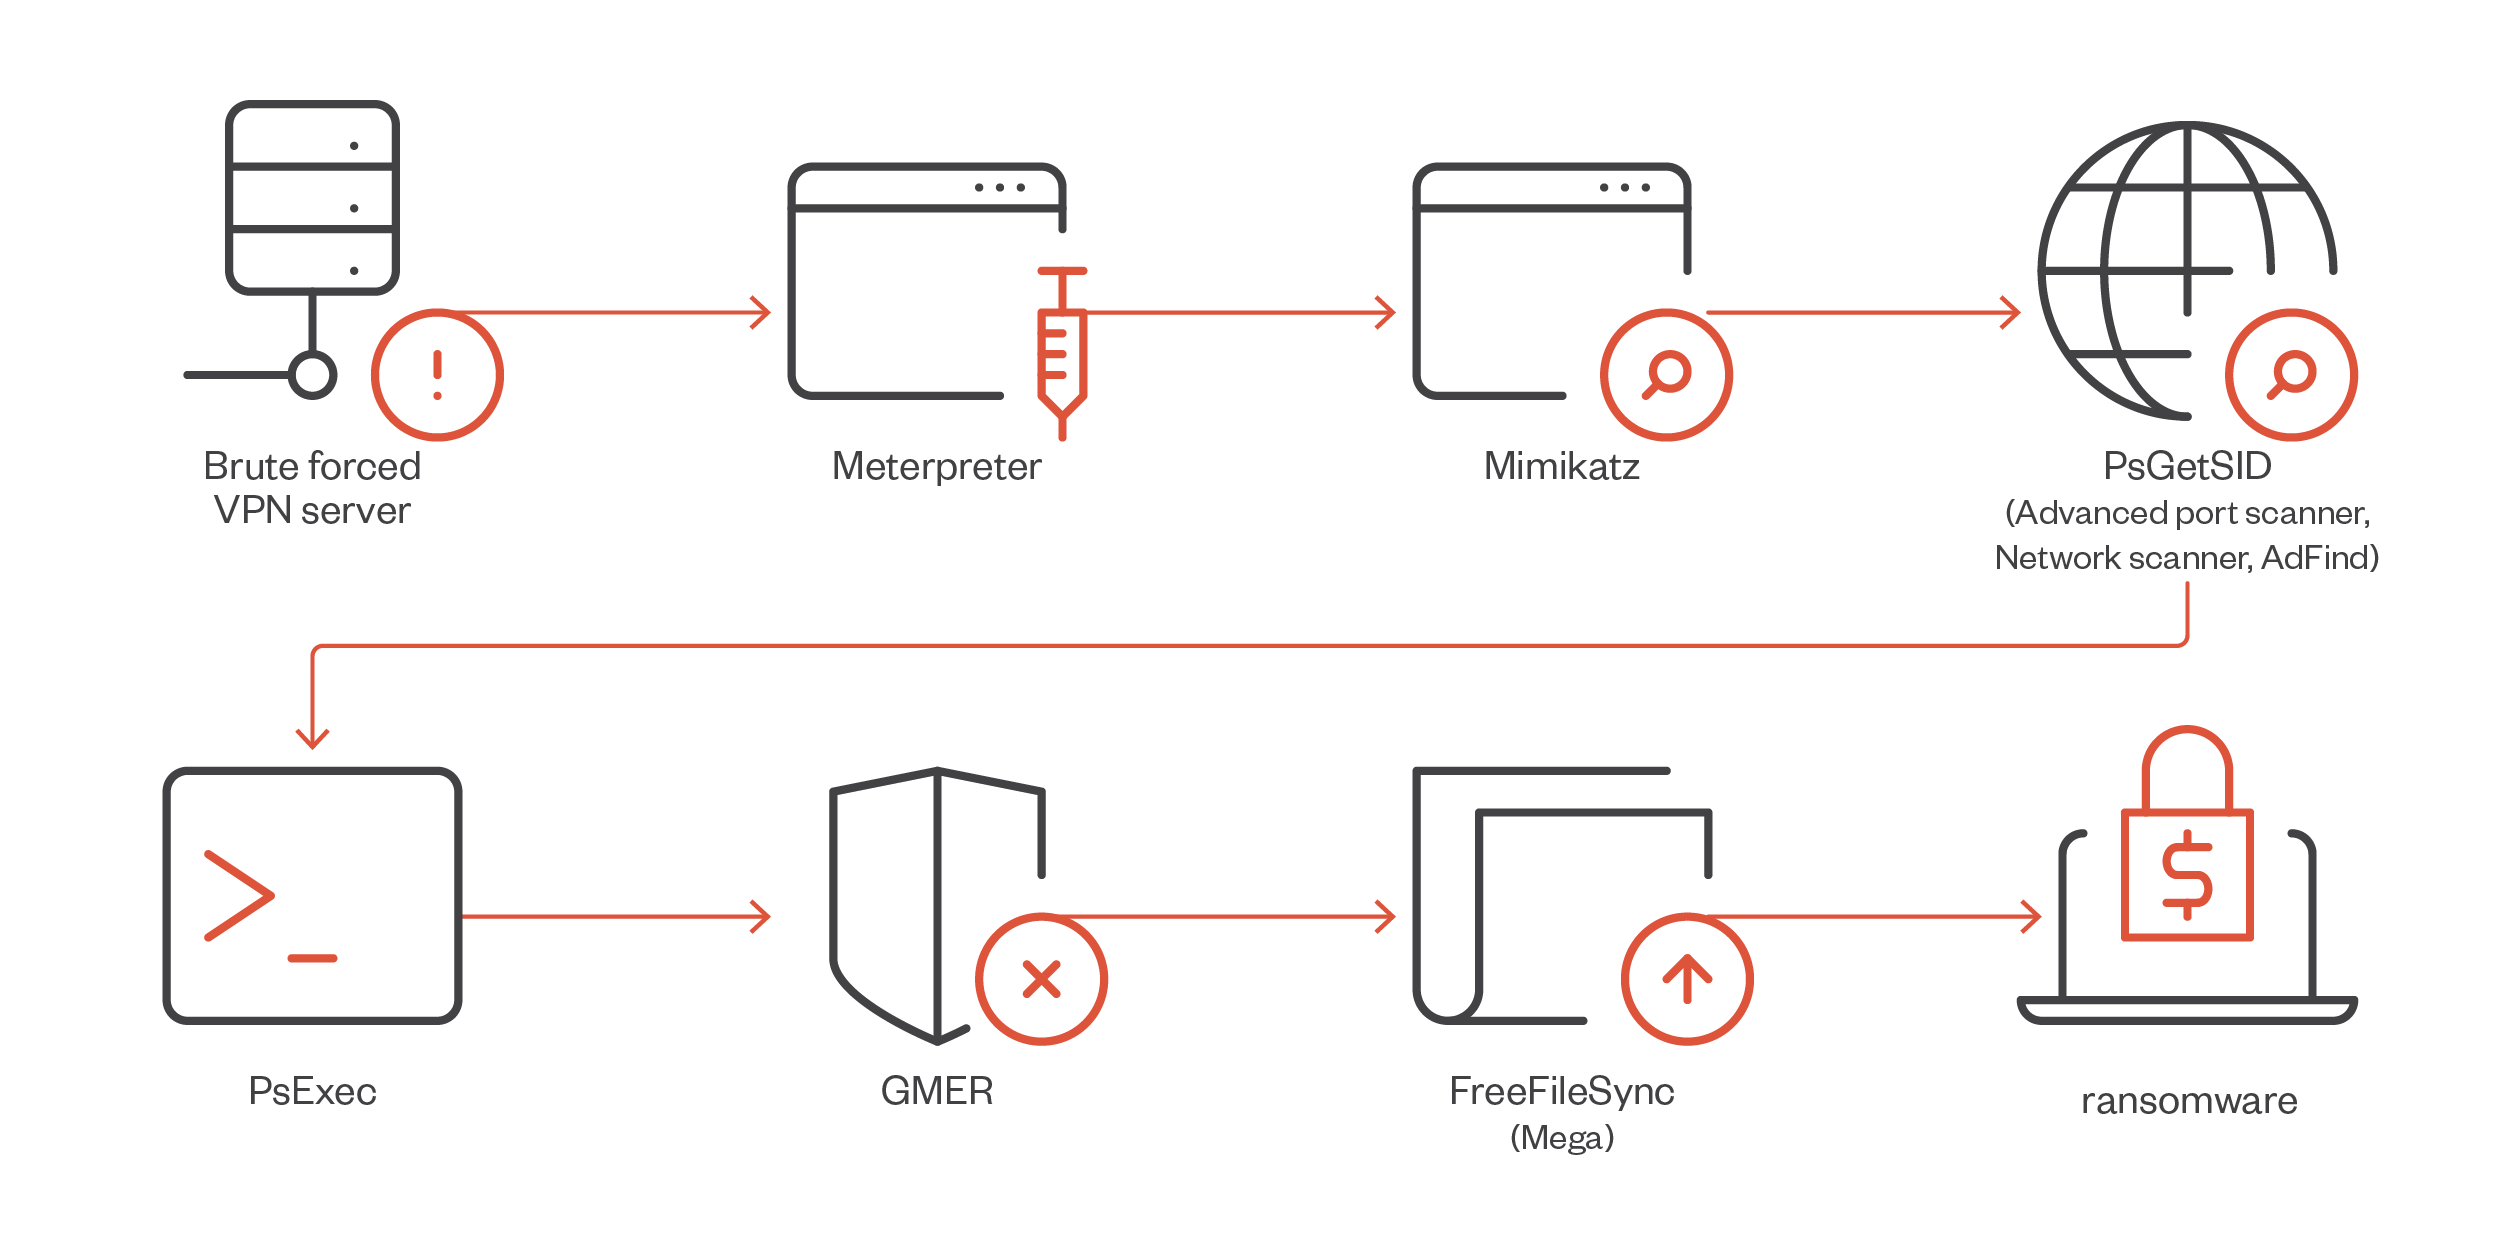 Brute forced
VPN server
Meterpreter
Mimikatz
PsGetSID
(Advanced port scanner,
Network scanner, AdFind)
PsExec
GMER
FreeFileSync
(Mega)
ransomware